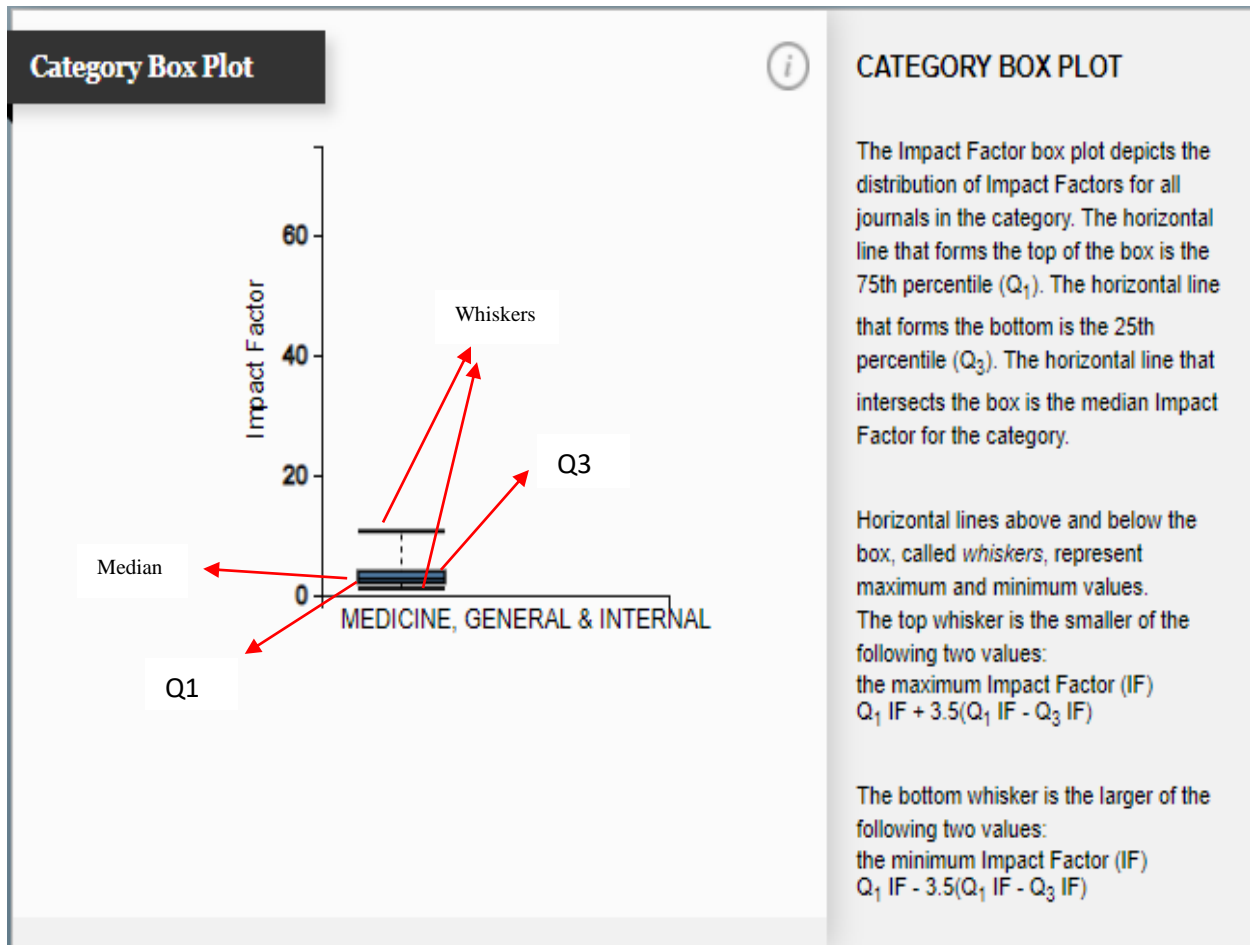 Category Box Plot
i
60
40
20
0
Impact Factor
Whiskers
Q3
Median
Q1
MEDICINE, GENERAL & INTERNAL
CATEGORY BOX PLOT
The Impact Factor box plot depicts the
distribution of Impact Factors for all
journals in the category. The horizontal
line that forms the top of the box is the
75th percentile (Q₁). The horizontal line
that forms the bottom is the 25th
percentile (Q₃). The horizontal line that
intersects the box is the median Impact
Factor for the category.
Horizontal lines above and below the
box, called whiskers, represent
maximum and minimum values.
The top whisker is the smaller of the
following two values:
the maximum Impact Factor (IF)
Q₁ IF + 3.5(Q₁ IF - Q₃ IF)
The bottom whisker is the larger of the
following two values:
the minimum Impact Factor (IF)
Q₁ IF - 3.5(Q₁ IF - Q₃ IF)